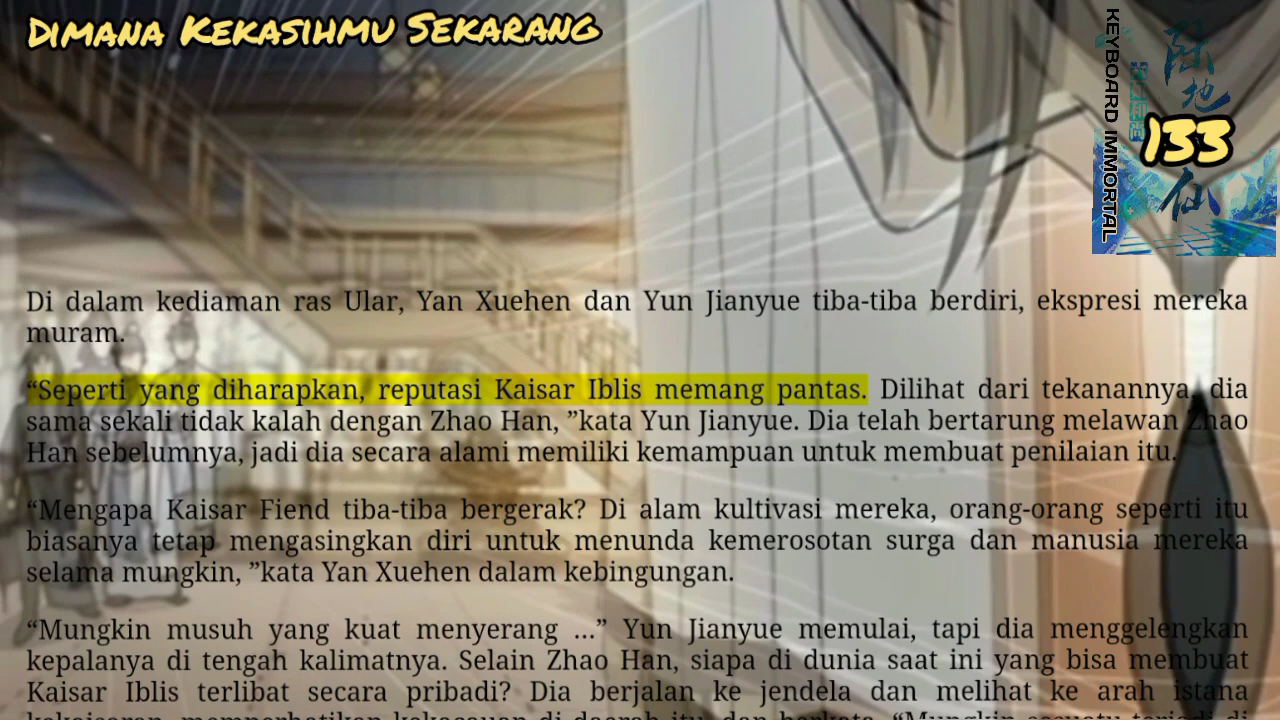 DIMANA KEKASIHMU SEKARANG
KEYBOARD IMMORTAL
陆地
133
仙
Di dalam kediaman ras Ular, Yan Xuehen dan Yun Jianyue tiba-tiba berdiri, ekspresi mereka
muram.
“Seperti yang diharapkan, reputasi Kaisar Iblis memang pantas. Dilihat dari tekanannya, dia
sama sekali tidak kalah dengan Zhao Han, ”kata Yun Jianyue. Dia telah bertarung melawan Zhao
Han sebelumnya, jadi dia secara alami memiliki kemampuan untuk membuat penilaian itu.
“Mengapa Kaisar Fiend tiba-tiba bergerak? Di alam kultivasi mereka, orang-orang seperti itu
biasanya tetap mengasingkan diri untuk menunda kemerosotan surga dan manusia mereka
selama mungkin, ”kata Yan Xuehen dalam kebingungan.
“Mungkin musuh yang kuat menyerang ...” Yun Jianyue memulai, tapi dia menggelengkan
kepalanya di tengah kalimatnya. Selain Zhao Han, siapa di dunia saat ini yang bisa membuat
Kaisar Iblis terlibat secara pribadi? Dia berjalan ke jendela dan melihat ke arah istana